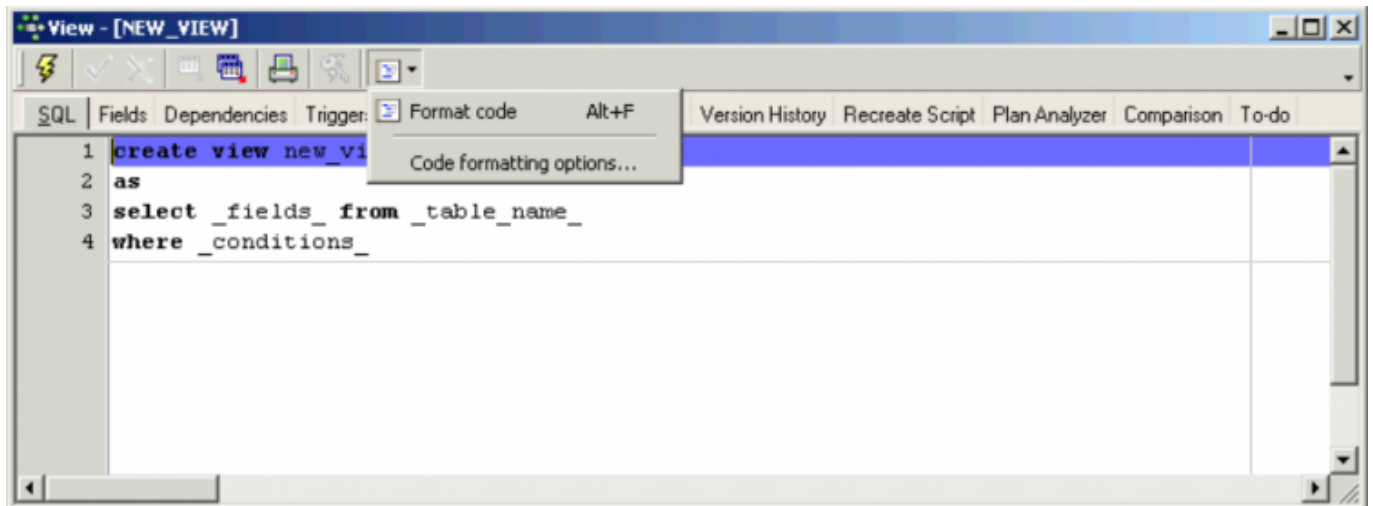 View - [NEW_VIEW]
Format code Alt+F
Code formatting options...
SQL Fields Dependencies Trigger Version History Recreate Script Plan Analyzer Comparison To-do
1 create view new_vi
2 as
3 select _fields_ from _table_name_
4 where _conditions_